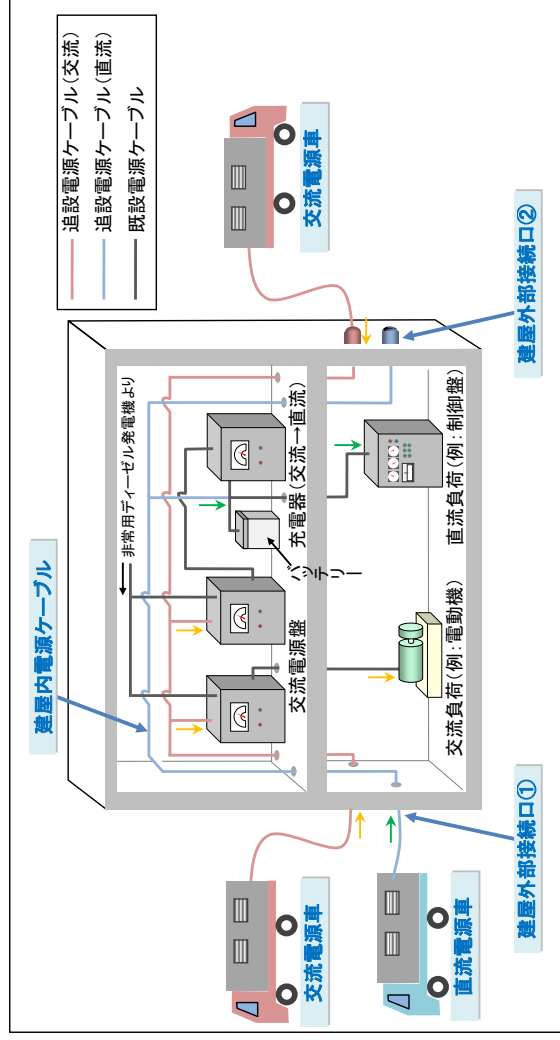 追設電源ケーブル(交流)
追設電源ケーブル(直流)
既設電源ケーブル
建屋内電源ケーブル
非常用ディーゼル発電機より
交流電源車
交流電源盤
バッテリー
充電器(交流→直流)
建屋外部接続口②
交流電源車
直流電源車
建屋外部接続口①
交流負荷(例:電動機)
直流負荷(例:制御盤)